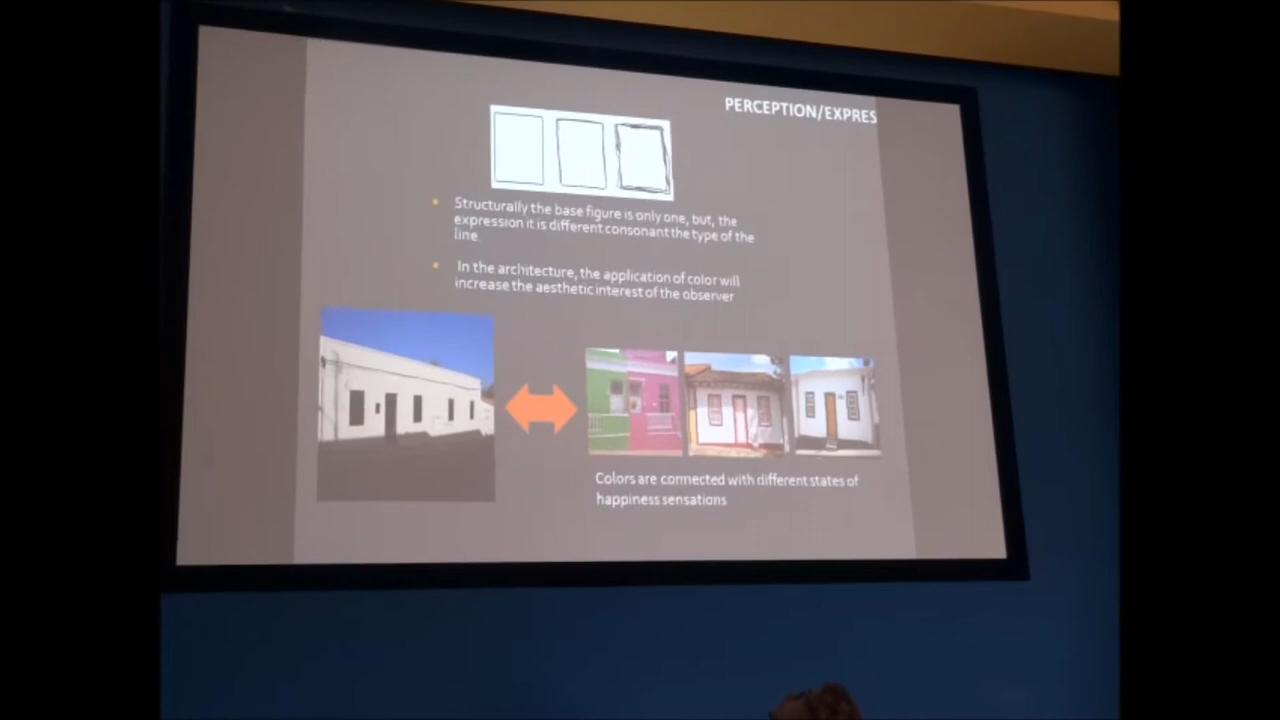 PERCEPTION/EXPRES
Structurally the base figure is only one, but, the
expression it is different consonant the type of the
line.
In the architecture, the application of color will
increase the aesthetic interest of the observer
Colors are connected with different states of
happiness sensations